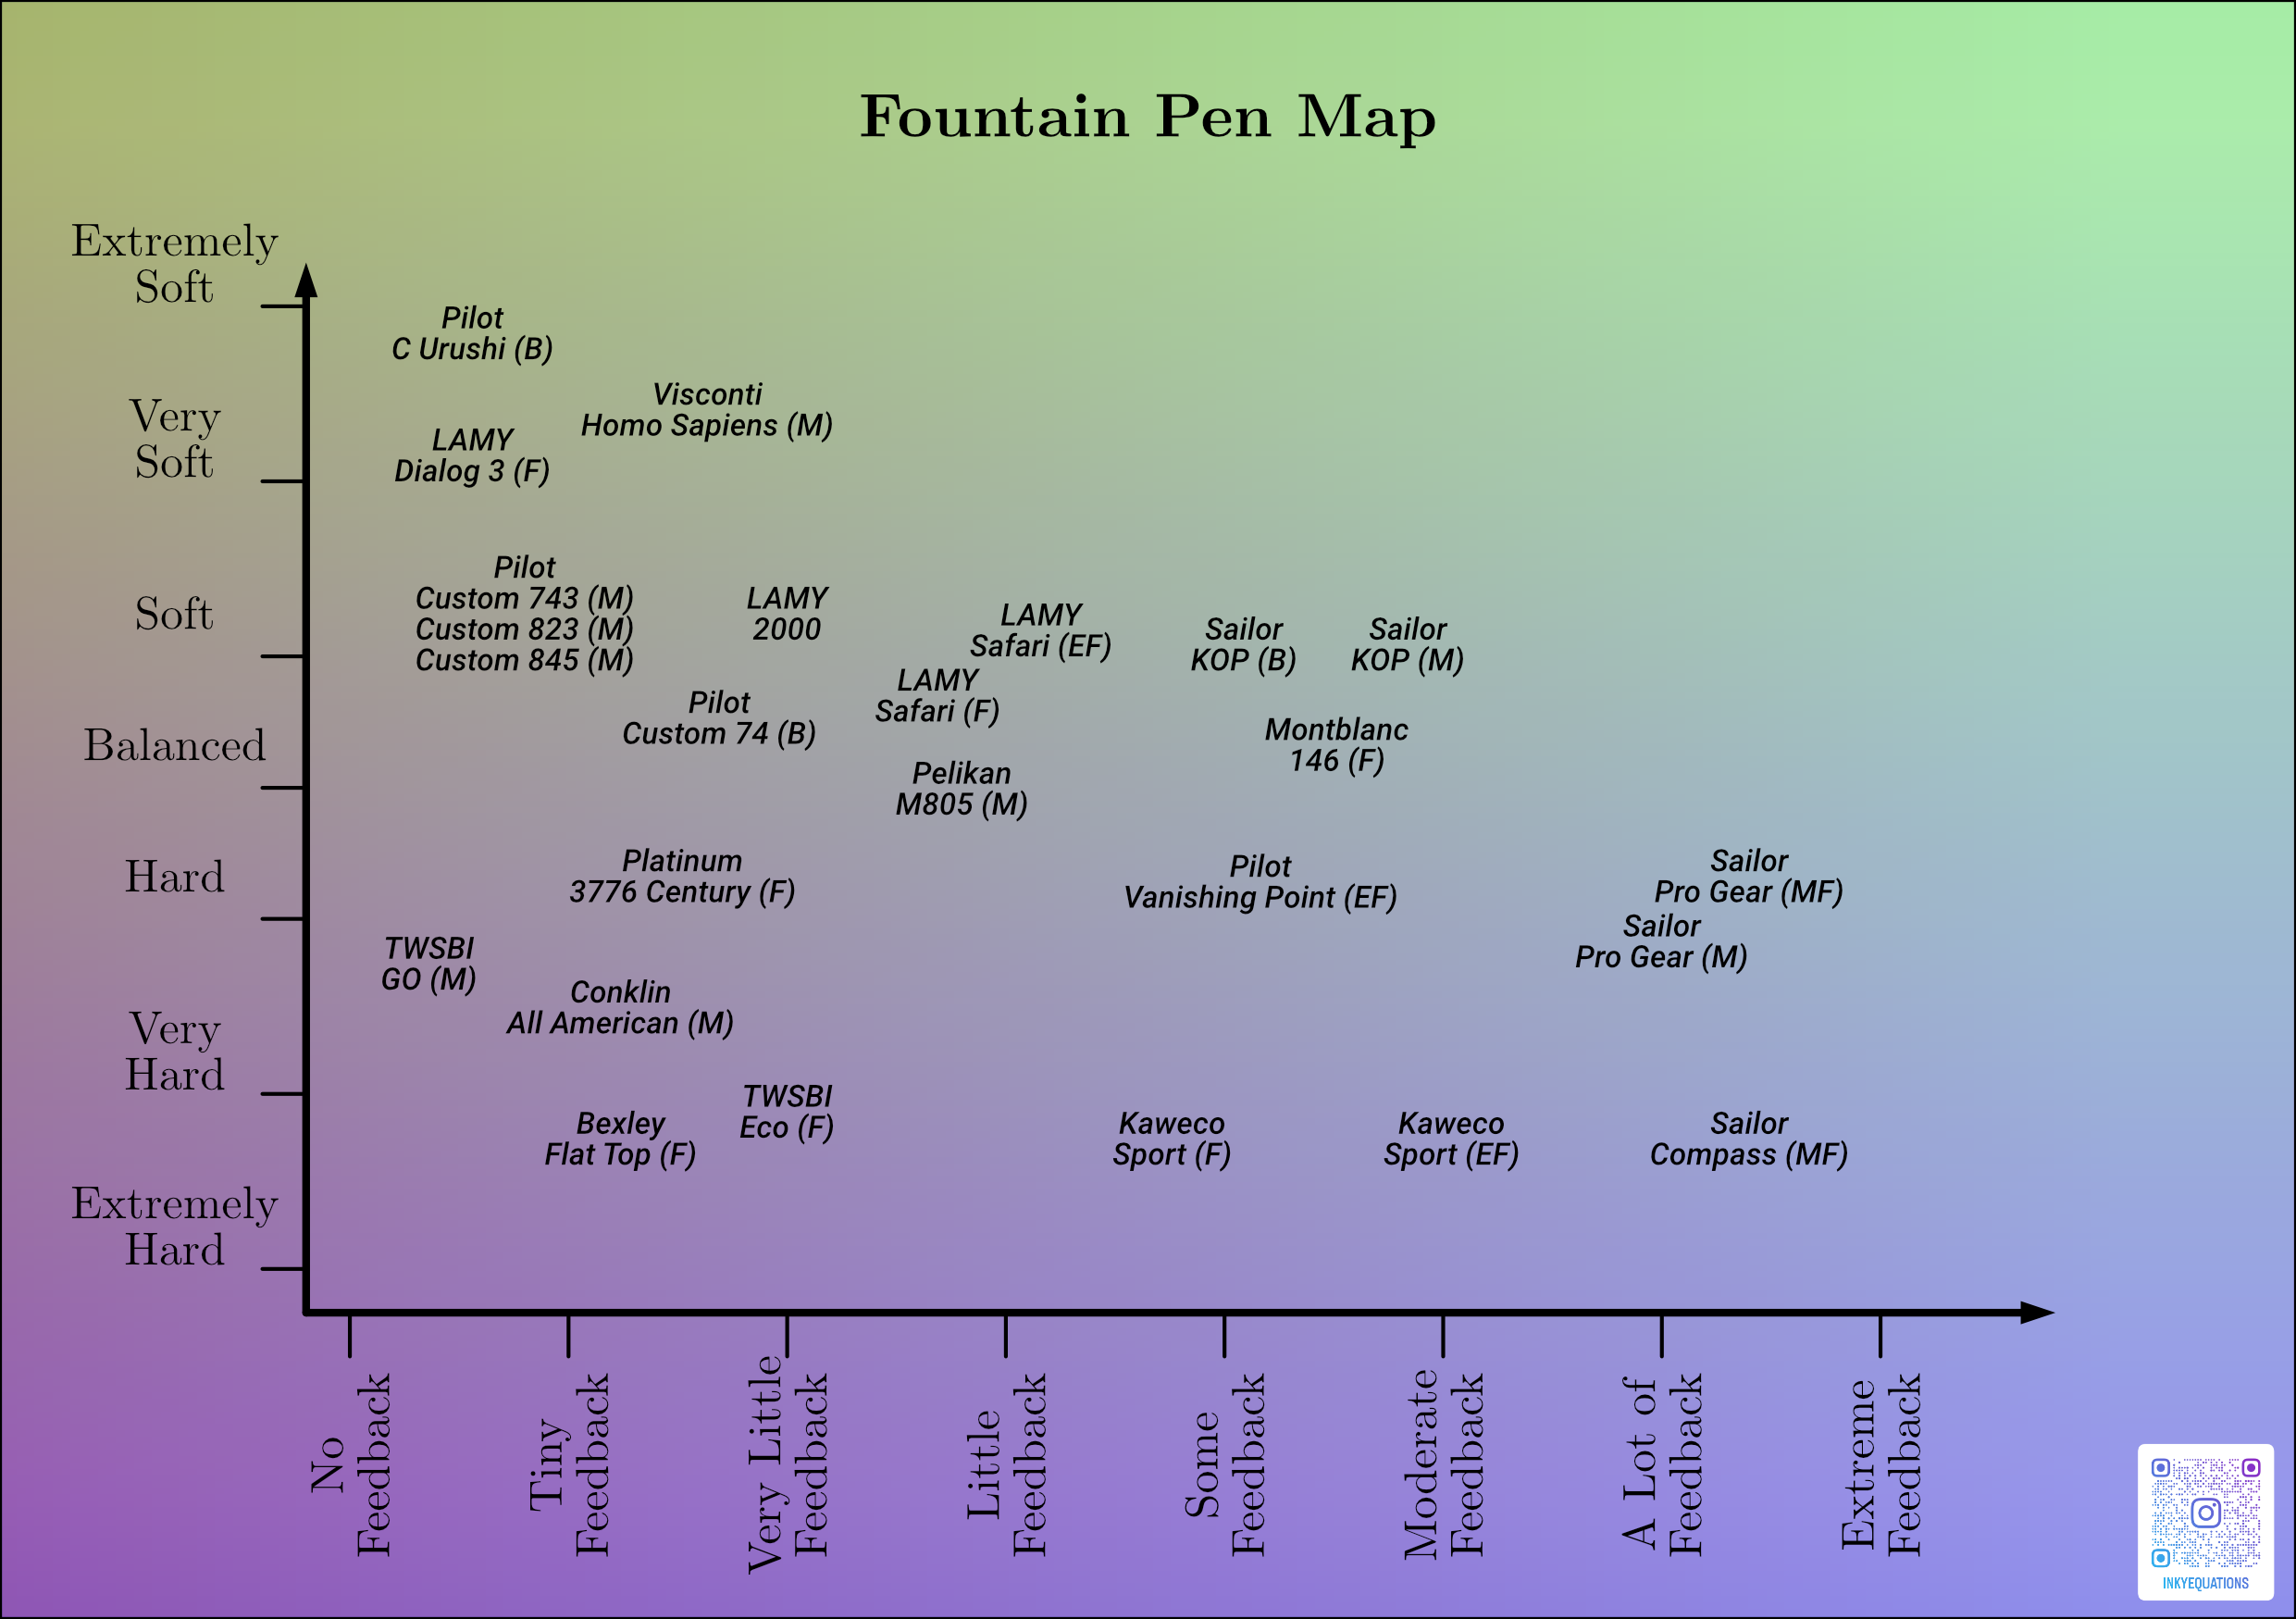 Fountain Pen Map
Extremely
Soft
Very
Soft
Soft
Balanced
Hard
Very
Hard
Extremely
Hard
Pilot
C Urushi (B)
Visconti
Homo Sapiens (M)
LAMY
Dialog 3 (F)
Pilot
Custom 743 (M)
Custom 823 (M)
Custom 845 (M)
LAMY
2000
LAMY
Safari (EF)
Sailor
KOP (B)
Sailor
KOP (M)
LAMY
Safari (F)
Pilot
Custom 74 (B)
Montblanc
146 (F)
Pelikan
M805 (M)
Platinum
3776 Century (F)
Pilot
Vanishing Point (EF)
Sailor
Pro Gear (MF)
Sailor
Pro Gear (M)
TWSBI
GO (M)
Conklin
All American (M)
TWSBI
Eco (F)
Bexley
Flat Top (F)
Kaweco
Sport (F)
Kaweco
Sport (EF)
Sailor
Compass (MF)
No
Feedback
Tiny
Feedback
Very Little
Feedback
Little
Feedback
Some
Feedback
Moderate
Feedback
A Lot of
Feedback
Extreme
Feedback
INKYEQUATIONS